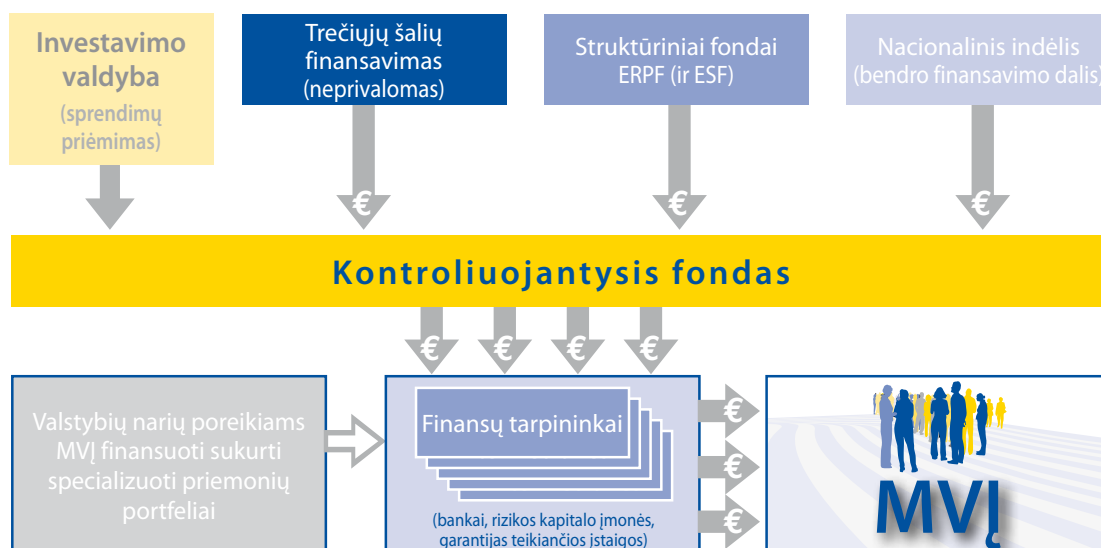 Investavimo
valdyba
(sprendimų
priėmimas)
Trečiųjų šalių
finansavimas
(neprivalomas)
Struktūriniai fondai
ERPF (ir ESF)
Nacionalinis indėlis
(bendro finansavimo dalis)
€
€
€
Kontroliuojantysis fondas
€ € € €
Valstybių narių poreikiams
MVĮ finansuoti sukurti
specializuoti priemonių
portfeliai
Finansų tarpininkai
(bankai, rizikos kapitalo įmonės,
garantijas teikiančios įstaigos)
€
€
€
MVĮ